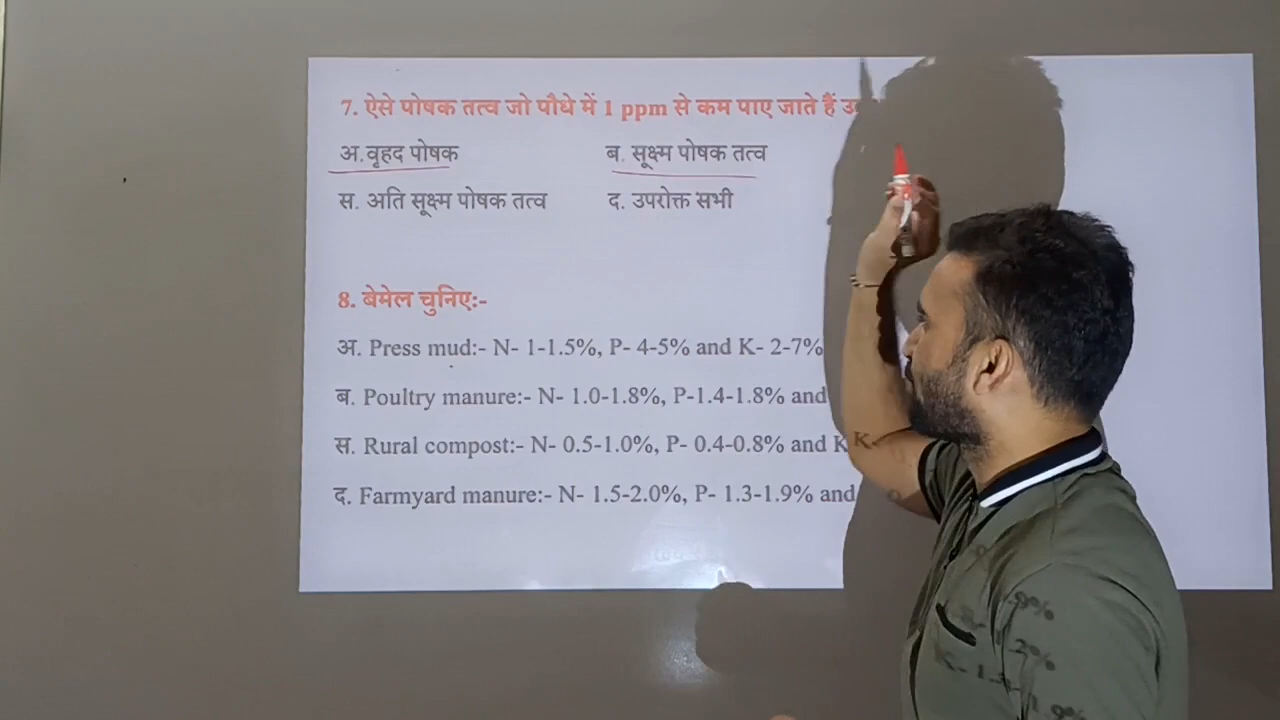 7. ऐसे पोषक तत्व जो पौधे में 1 ppm से कम पाए जाते हैं
अ.वृहद पोषक ब. सूक्ष्म पोषक तत्व
स. अति सूक्ष्म पोषक तत्व द. उपरोक्त सभी
8. बेमेल चुनिए:-
अ. Press mud:- N- 1-1.5%, P- 4-5% and K- 2-7%
ब. Poultry manure:- N- 1.0-1.8%, P-1.4-1.8% and
स. Rural compost:- N- 0.5-1.0%, P- 0.4-0.8% and K
द. Farmyard manure:- N- 1.5-2.0%, P- 1.3-1.9% and